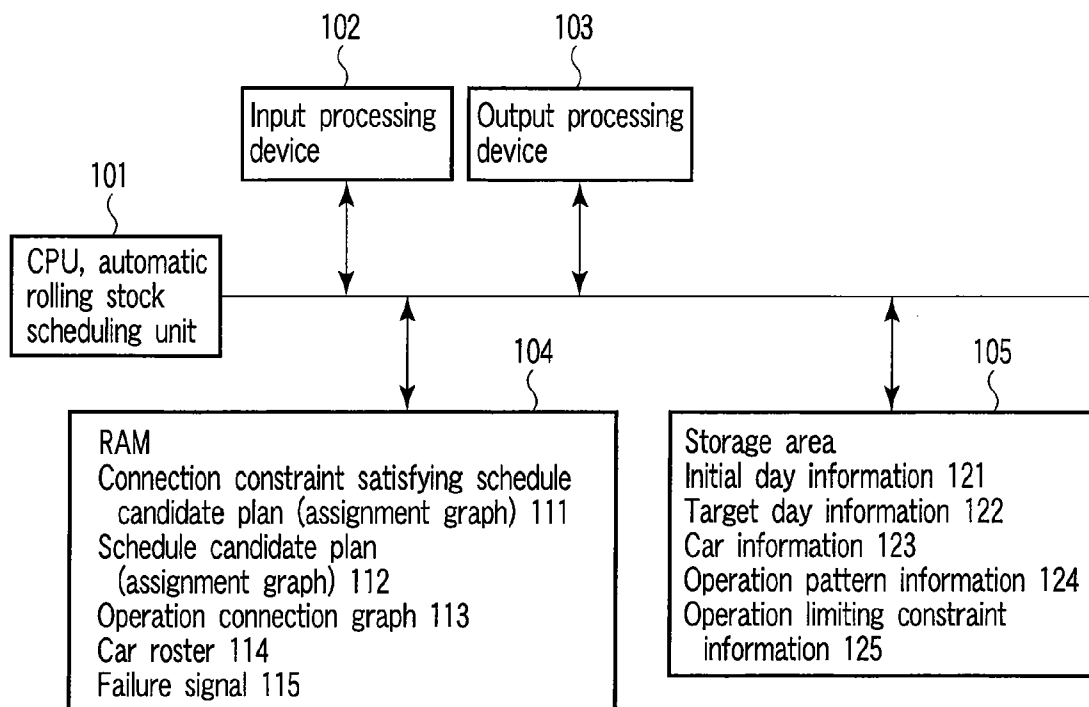 102
103
Input processing
device
Output processing
device
101
CPU, automatic
rolling stock
scheduling unit
104
RAM
Connection constraint satisfying schedule
candidate plan (assignment graph) 111
Schedule candidate plan
(assignment graph) 112
Operation connection graph 113
Car roster 114
Failure signal 115
105
Storage area
Initial day information 121
Target day information 122
Car information 123
Operation pattern information 124
Operation limiting constraint
information 125